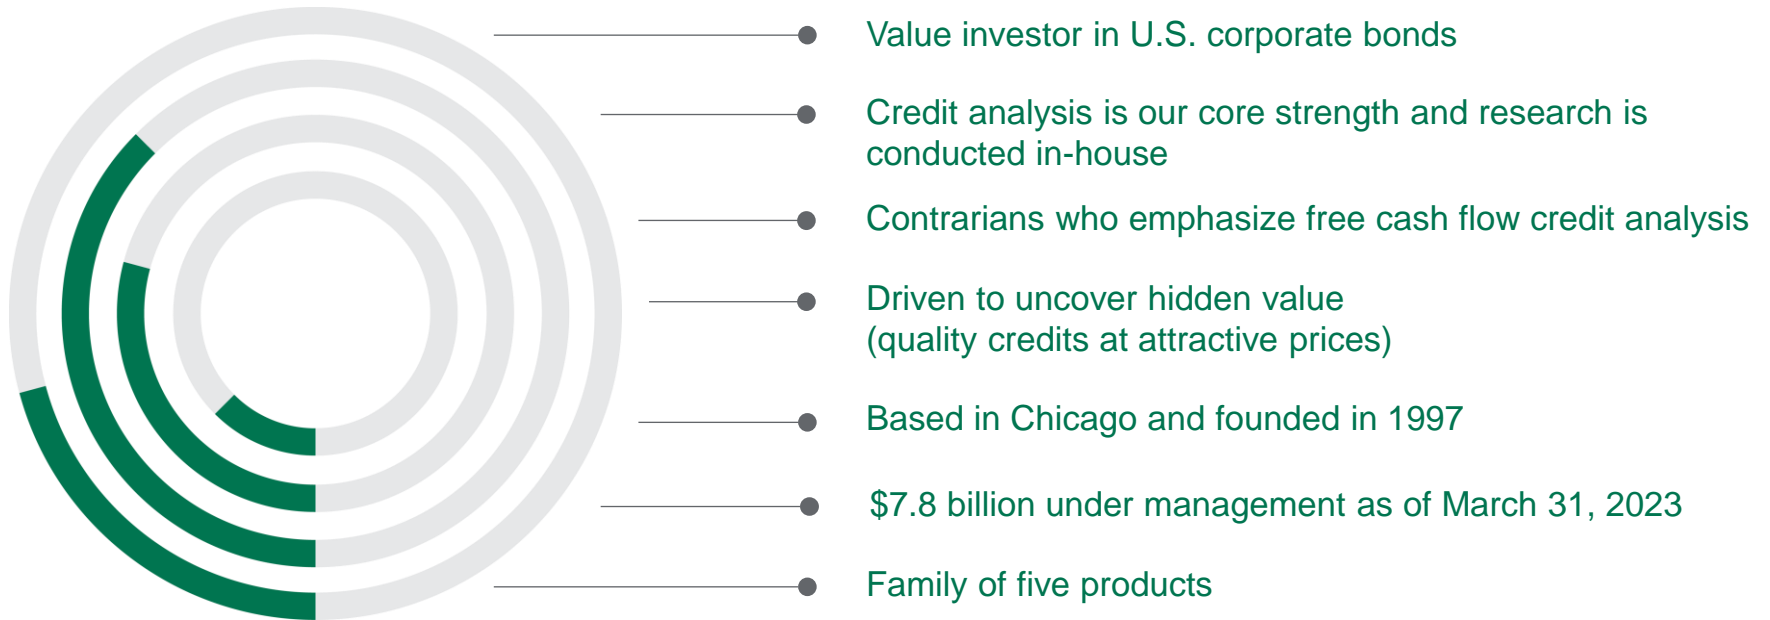 Value investor in U.S. corporate bonds
Credit analysis is our core strength and research is
conducted in-house
Contrarians who emphasize free cash flow credit analysis
Driven to uncover hidden value
(quality credits at attractive prices)
Based in Chicago and founded in 1997
$7.8 billion under management as of March 31, 2023
Family of five products